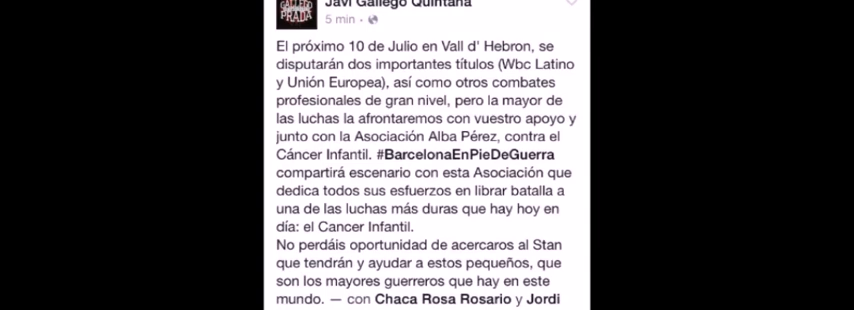 GALLEGO
PRADA
Javi Gallego Quintana
5 min
El próximo 10 de Julio en Vall d' Hebron, se
disputarán dos importantes títulos (Wbc Latino
y Unión Europea), así como otros combates
profesionales de gran nivel, pero la mayor de
las luchas la afrontaremos con vuestro apoyo y
junto con la Asociación Alba Pérez, contra el
Cáncer Infantil. #BarcelonaEnPieDeGuerra
compartirá escenario con esta Asociación que
dedica todos sus esfuerzos en librar batalla a
una de las luchas más duras que hay hoy en
día: el Cancer Infantil.
No perdáis oportunidad de acercaros al Stan
que tendrán y ayudar a estos pequeños, que
son los mayores guerreros que hay en este
mundo. — con Chaca Rosa Rosario y Jordi